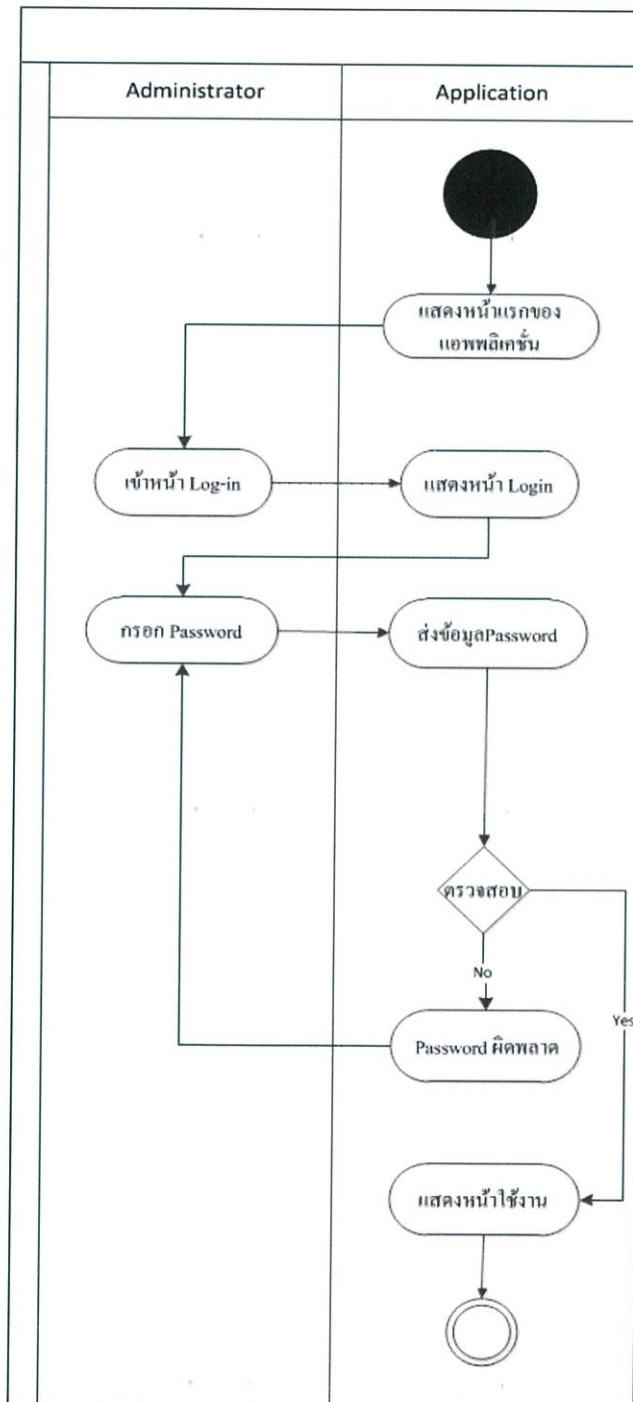 Administrator
Application
แสดงหน้าแรกของ
แอพพลิเคชั่น
เข้าหน้า Log-in
แสดงหน้า Login
กรอก Password
ส่งข้อมูลPassword
ตรวจสอบ
No
Yes
Password ผิดพลาด
แสดงหน้าใช้งาน